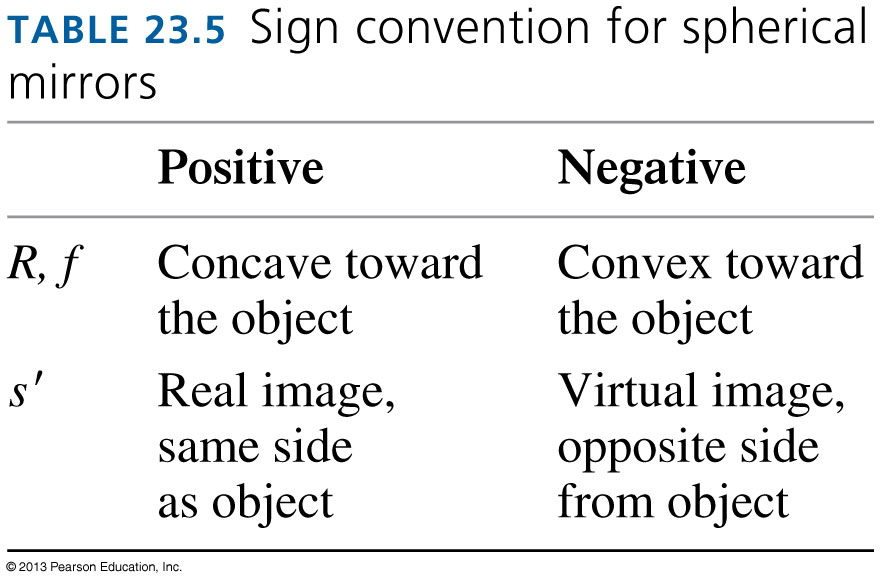 TABLE 23.5 Sign convention for spherical
mirrors
Positive Negative
R, f Concave toward Convex toward
the object the object
s′ Real image, Virtual image,
same side opposite side
as object from object
© 2013 Pearson Education, Inc.